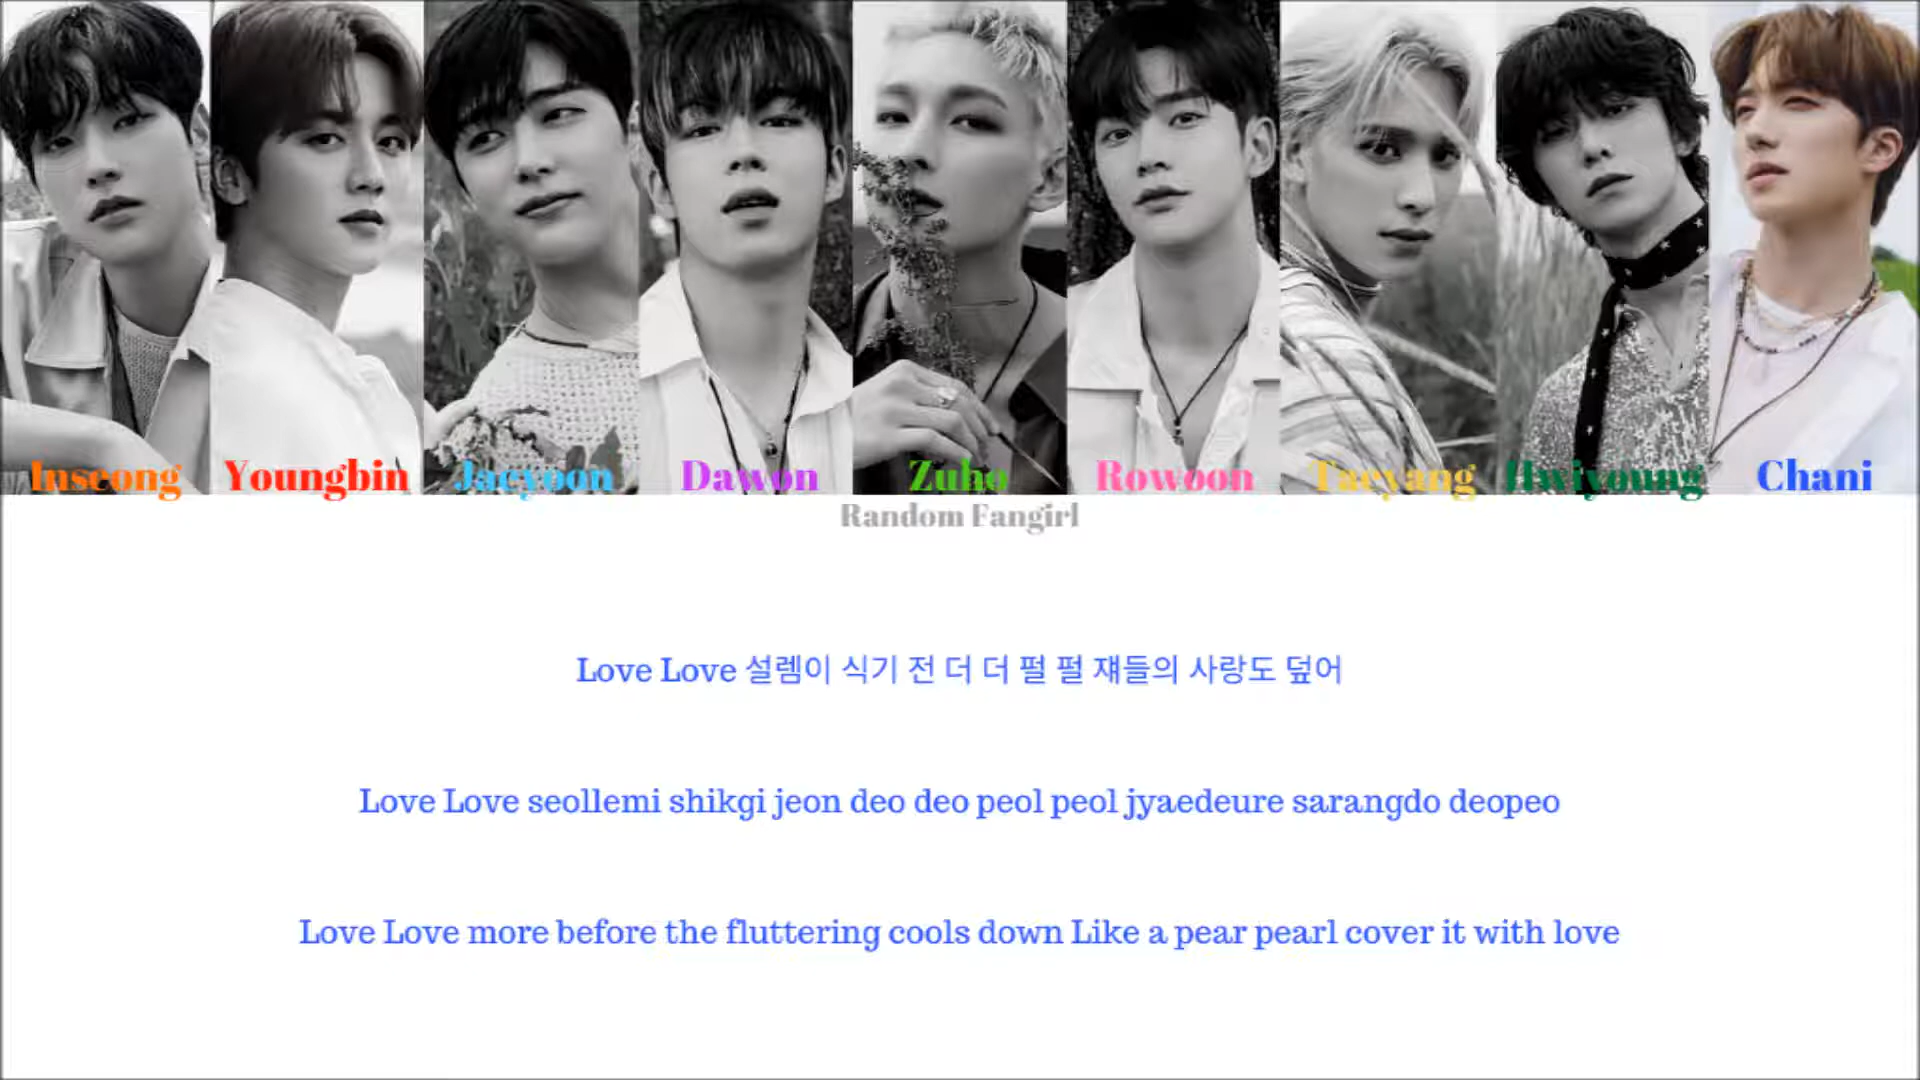 Inseong Youngbin Jaeyoon Dawon Zuho Rowoon Taeyang Hwiyoung Chani
Random Fangirl
Love Love 설렘이 식기 전 더 더 펄 펄 쟤들의 사랑도 덮어
Love Love seollemi shikgi jeon deo deo peol peol jyaedeure sarangdo deopeo
Love Love more before the fluttering cools down Like a pear pearl cover it with love